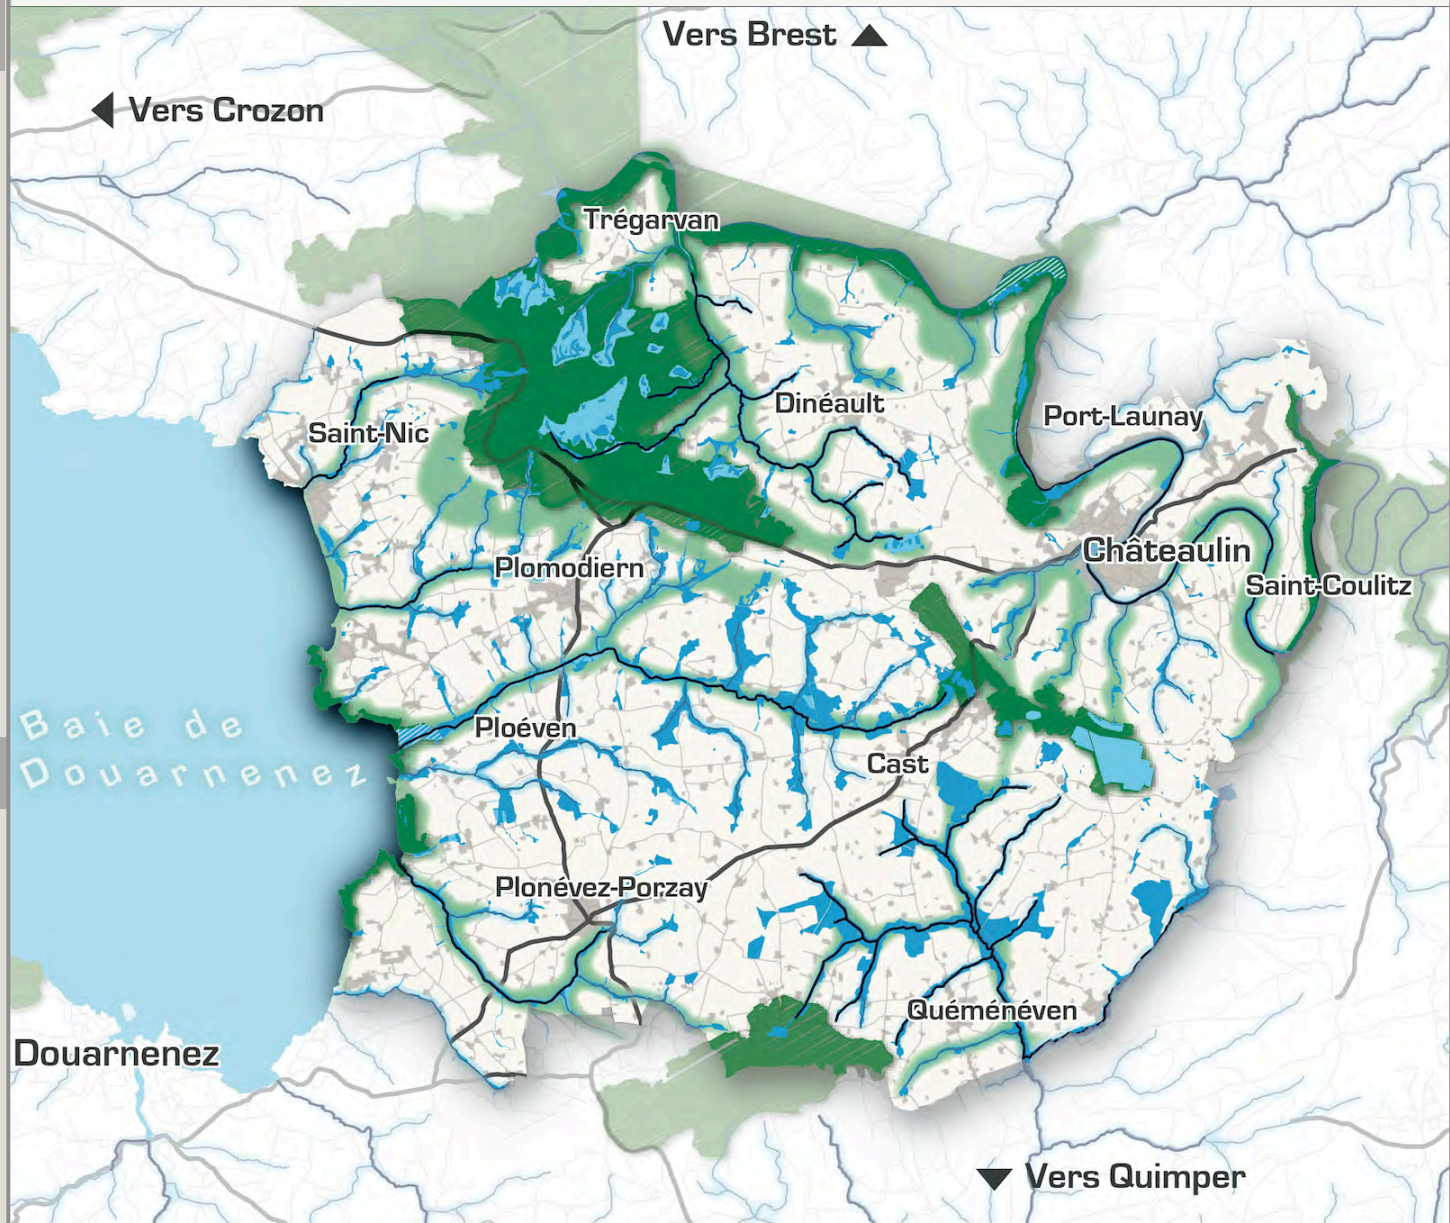 Vers Brest
Vers Crozon
Trégarvan
Dinéault
Port-Launay
Saint-Nic
Châteaulin
Plomodiern
Saint-Coulitz
Baie de
Douarnenez
Ploéven
Cast
Plonévez-Porzay
Quéménéven
Douarnenez
Vers Quimper